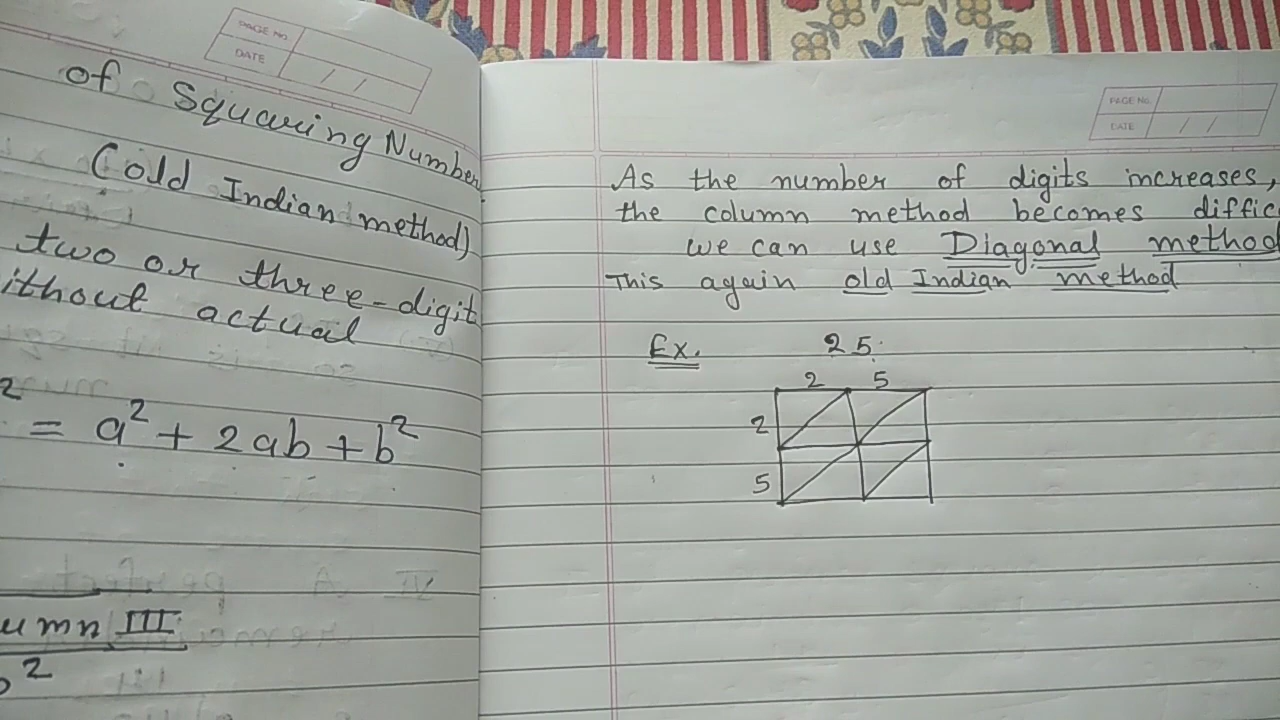 PAGE NO.
DATE / /
of Squaring Number
(old Indian method)
two or three-digit
ithout actual
2 = a² + 2ab + b²
umn III
b²
PAGE NO.
DATE / /
As the number of digits increases,
the column method becomes diffic
we can use Diagonal method
This again old Indian method
Ex. 25.
2 5
2
5